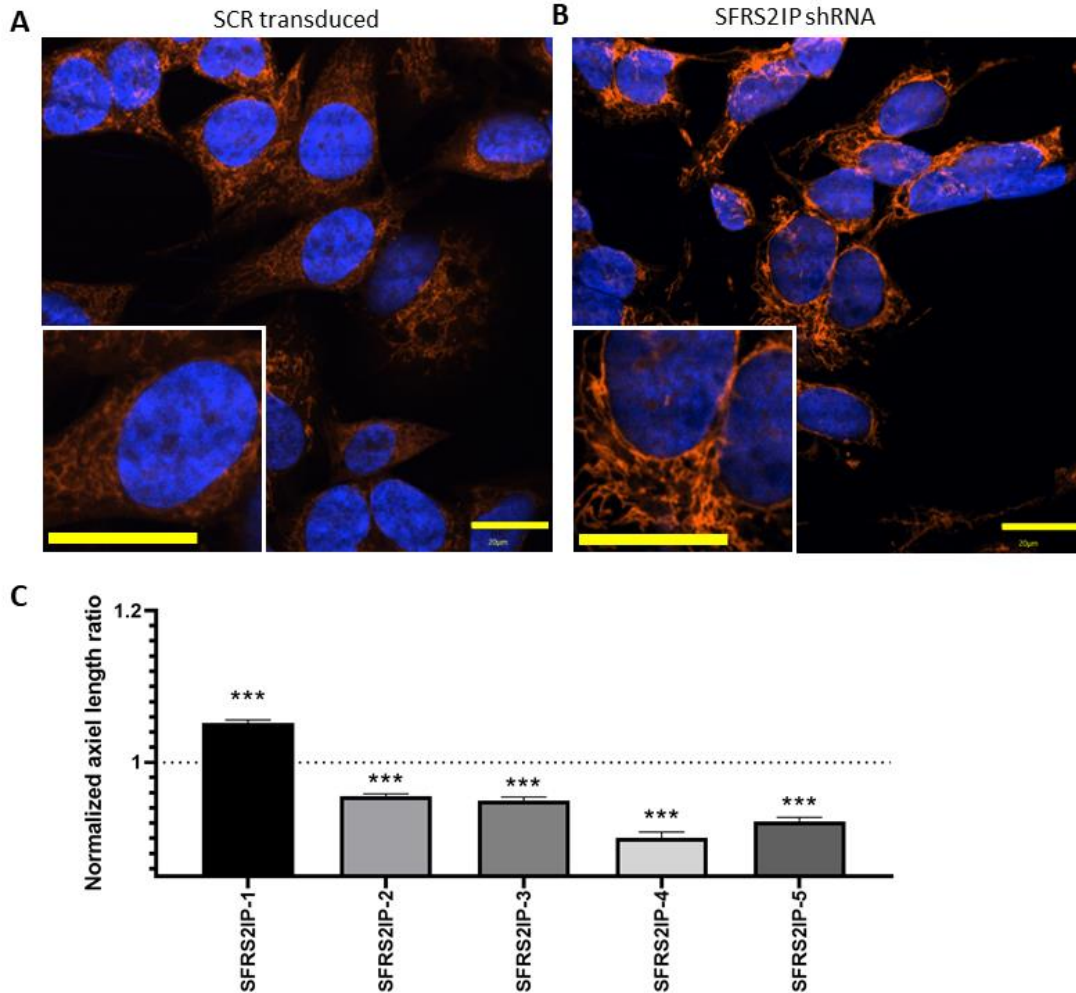 A
SCR transduced
B
SFRS2IP shRNA
20µm
20µm
C
Normalized axiel length ratio
1.2
1
***
***
***
***
***
SFRS2IP-1
SFRS2IP-2
SFRS2IP-3
SFRS2IP-4
SFRS2IP-5